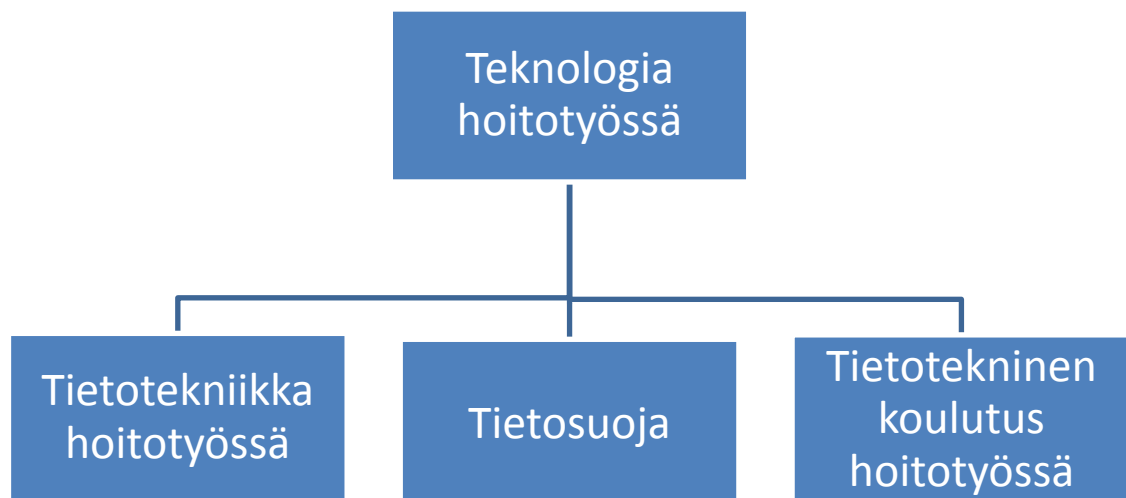 Teknologia
hoitotyössä
Tietotekniikka
hoitotyössä
Tietosuoja
Tietotekninen
koulutus
hoitotyössä